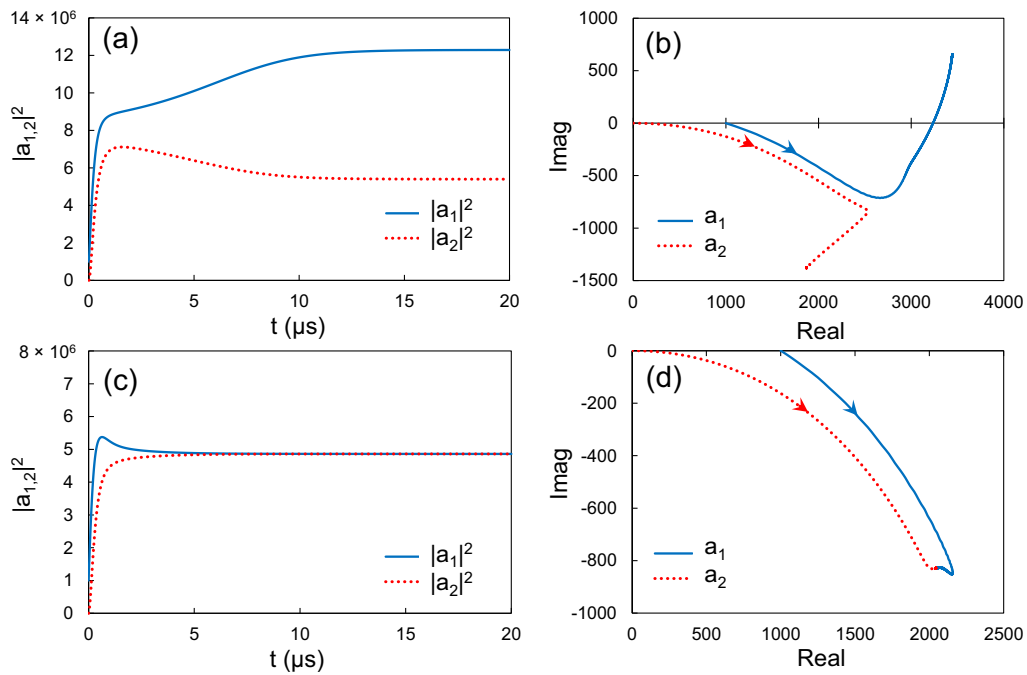 14 × 10⁶
12
10
8
6
4
2
0
0
5
10
15
20
|a₁,₂|²
t (μs)
(a)
|a₁|²
|a₂|²
1000
500
0
-500
-1000
-1500
0
1000
2000
3000
4000
Imag
Real
(b)
a₁
a₂
8 × 10⁶
7
6
5
4
3
2
1
0
0
5
10
15
20
|a₁,₂|²
t (μs)
(c)
|a₁|²
|a₂|²
0
-200
-400
-600
-800
-1000
0
500
1000
1500
2000
2500
Imag
Real
(d)
a₁
a₂